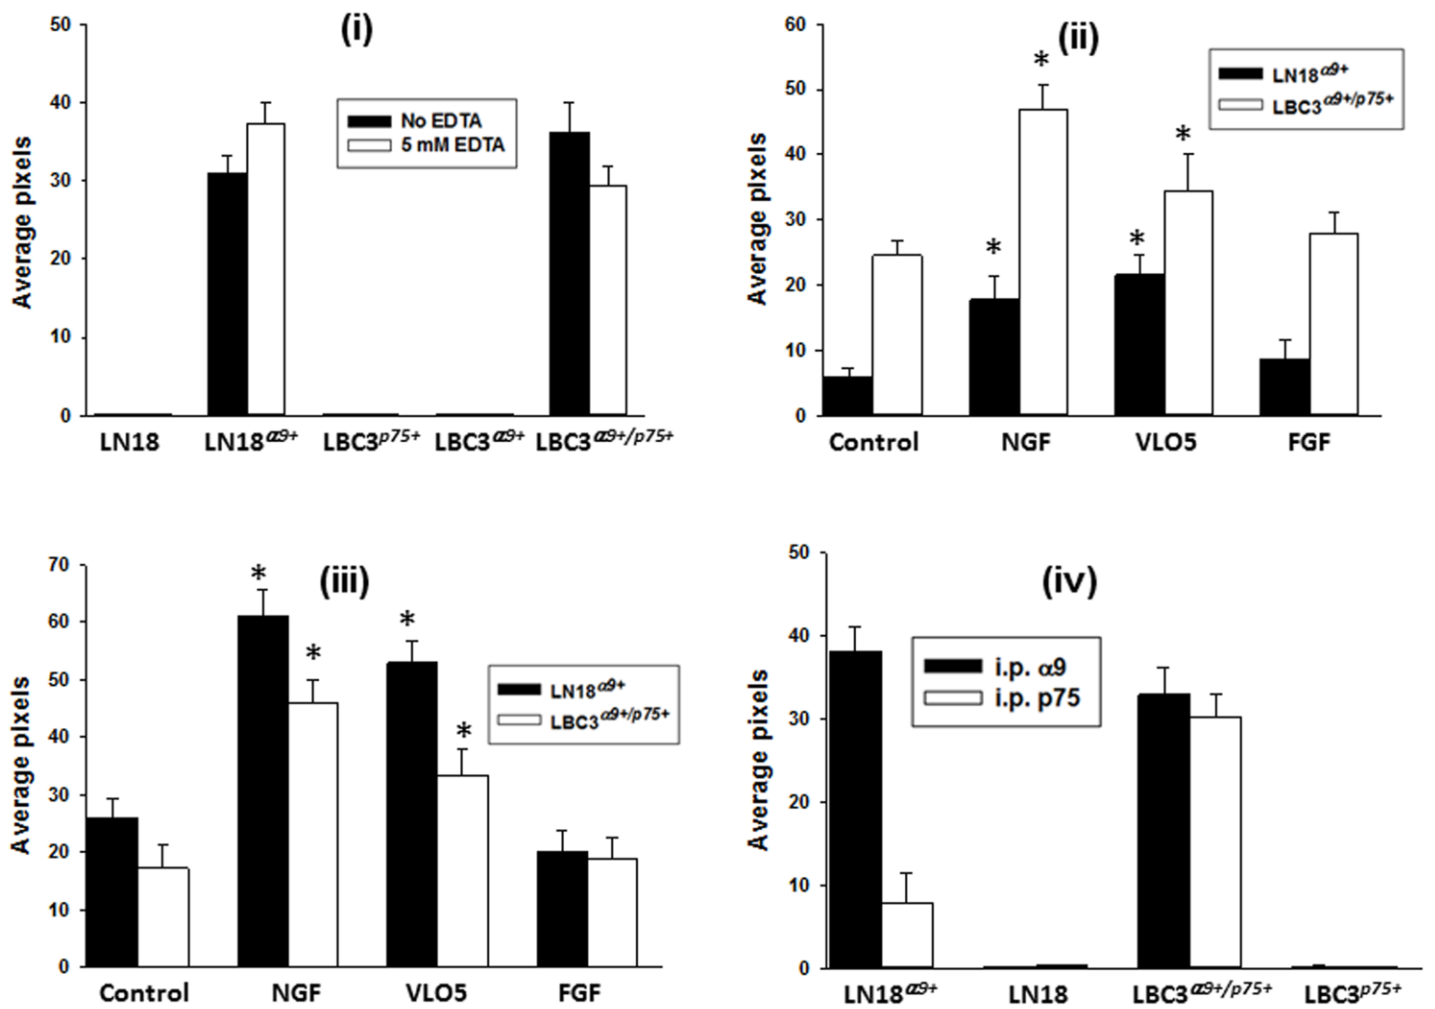 (i)
50
40
30
20
10
0
Average pixels
No EDTA
5 mM EDTA
LN18 LN18α9+ LBC3p75+ LBC3α9+ LBC3α9+/p75+
(ii)
60
50
40
30
20
10
0
Average pixels
LN18α9+
LBC3α9+/p75+
* * * *
Control NGF VLO5 FGF
(iii)
70
60
50
40
30
20
10
0
Average pixels
LN18α9+
LBC3α9+/p75+
* * * *
Control NGF VLO5 FGF
(iv)
50
40
30
20
10
0
Average pixels
i.p. α9
i.p. p75
LN18α9+ LN18 LBC3α9+/p75+ LBC3p75+